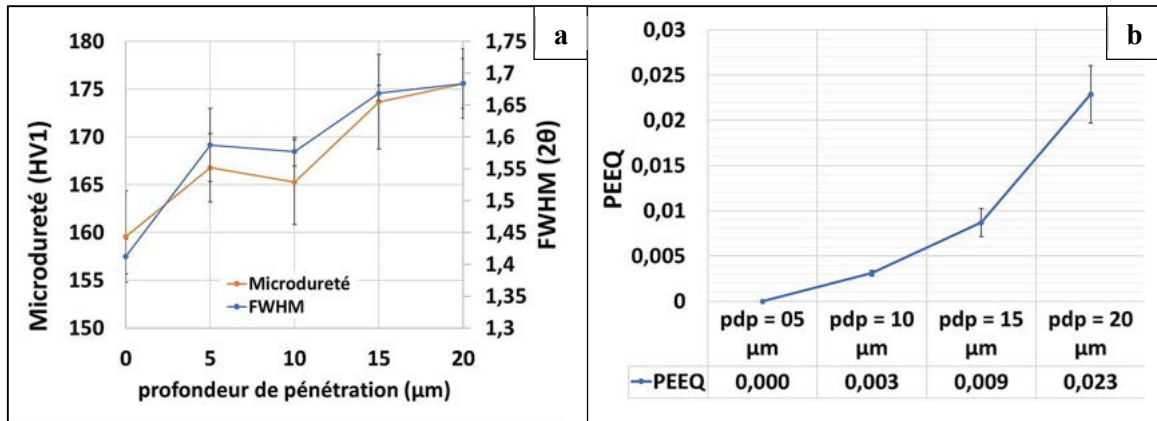 a
Microdureté (HV1)
180
175
170
165
160
155
150
1,75
1,7
1,65
1,6
1,55
1,5
1,45
1,4
1,35
1,3
FWHM (2θ)
Microdureté
FWHM
0 5 10 15 20
profondeur de pénétration (µm)
b
PEEQ
0,03
0,025
0,02
0,015
0,01
0,005
0
pdp = 05 pdp = 10 pdp = 15 pdp = 20
µm µm µm µm
PEEQ 0,000 0,003 0,009 0,023